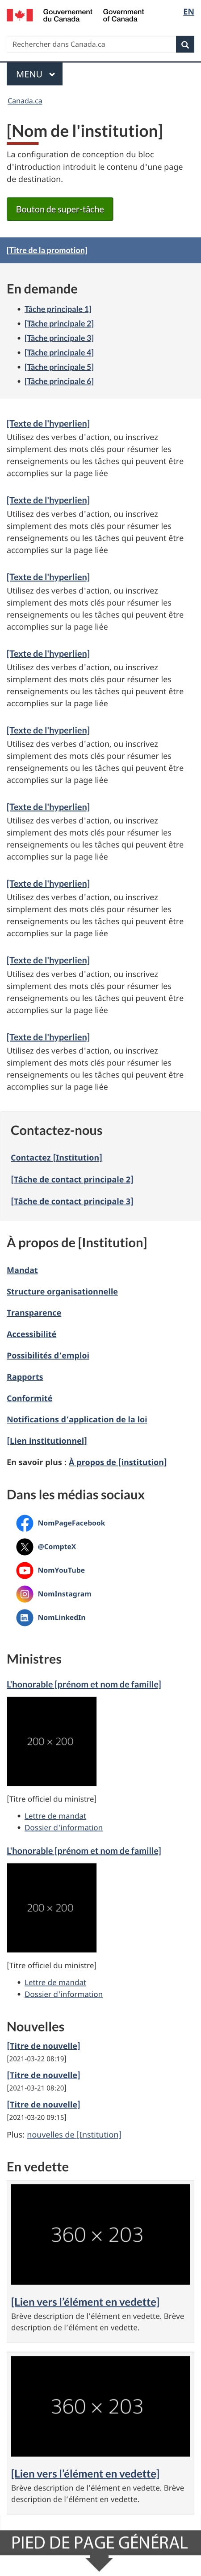 Gouvernement du Canada
Government of Canada
EN
Rechercher dans Canada.ca
MENU
Canada.ca
[Nom de l'institution]
La configuration de conception du bloc
d'introduction introduit le contenu d'une page
de destination.
Bouton de super-tâche
[Titre de la promotion]
En demande
Tâche principale 1]
[Tâche principale 2]
[Tâche principale 3]
[Tâche principale 4]
[Tâche principale 5]
[Tâche principale 6]
[Texte de l'hyperlien]
Utilisez des verbes d'action, ou inscrivez
simplement des mots clés pour résumer les
renseignements ou les tâches qui peuvent être
accomplies sur la page liée
[Texte de l'hyperlien]
Utilisez des verbes d'action, ou inscrivez
simplement des mots clés pour résumer les
renseignements ou les tâches qui peuvent être
accomplies sur la page liée
[Texte de l'hyperlien]
Utilisez des verbes d'action, ou inscrivez
simplement des mots clés pour résumer les
renseignements ou les tâches qui peuvent être
accomplies sur la page liée
[Texte de l'hyperlien]
Utilisez des verbes d'action, ou inscrivez
simplement des mots clés pour résumer les
renseignements ou les tâches qui peuvent être
accomplies sur la page liée
[Texte de l'hyperlien]
Utilisez des verbes d'action, ou inscrivez
simplement des mots clés pour résumer les
renseignements ou les tâches qui peuvent être
accomplies sur la page liée
[Texte de l'hyperlien]
Utilisez des verbes d'action, ou inscrivez
simplement des mots clés pour résumer les
renseignements ou les tâches qui peuvent être
accomplies sur la page liée
[Texte de l'hyperlien]
Utilisez des verbes d'action, ou inscrivez
simplement des mots clés pour résumer les
renseignements ou les tâches qui peuvent être
accomplies sur la page liée
[Texte de l'hyperlien]
Utilisez des verbes d'action, ou inscrivez
simplement des mots clés pour résumer les
renseignements ou les tâches qui peuvent être
accomplies sur la page liée
[Texte de l'hyperlien]
Utilisez des verbes d'action, ou inscrivez
simplement des mots clés pour résumer les
renseignements ou les tâches qui peuvent être
accomplies sur la page liée
Contactez-nous
Contactez [Institution]
[Tâche de contact principale 2]
[Tâche de contact principale 3]
À propos de [Institution]
Mandat
Structure organisationnelle
Transparence
Accessibilité
Possibilités d'emploi
Rapports
Conformité
Notifications d'application de la loi
[Lien institutionnel]
En savoir plus : À propos de [institution]
Dans les médias sociaux
NomPageFacebook
@CompteX
NomYouTube
NomInstagram
NomLinkedIn
Ministres
L'honorable [prénom et nom de famille]
200 × 200
[Titre officiel du ministre]
Lettre de mandat
Dossier d'information
L'honorable [prénom et nom de famille]
200 × 200
[Titre officiel du ministre]
Lettre de mandat
Dossier d'information
Nouvelles
[Titre de nouvelle]
[2021-03-22 08:19]
[Titre de nouvelle]
[2021-03-21 08:20]
[Titre de nouvelle]
[2021-03-20 09:15]
Plus: nouvelles de [Institution]
En vedette
360 × 203
[Lien vers l'élément en vedette]
Brève description de l'élément en vedette. Brève
description de l'élément en vedette.
360 × 203
[Lien vers l'élément en vedette]
Brève description de l'élément en vedette. Brève
description de l'élément en vedette.
PIED DE PAGE GÉNÉRAL